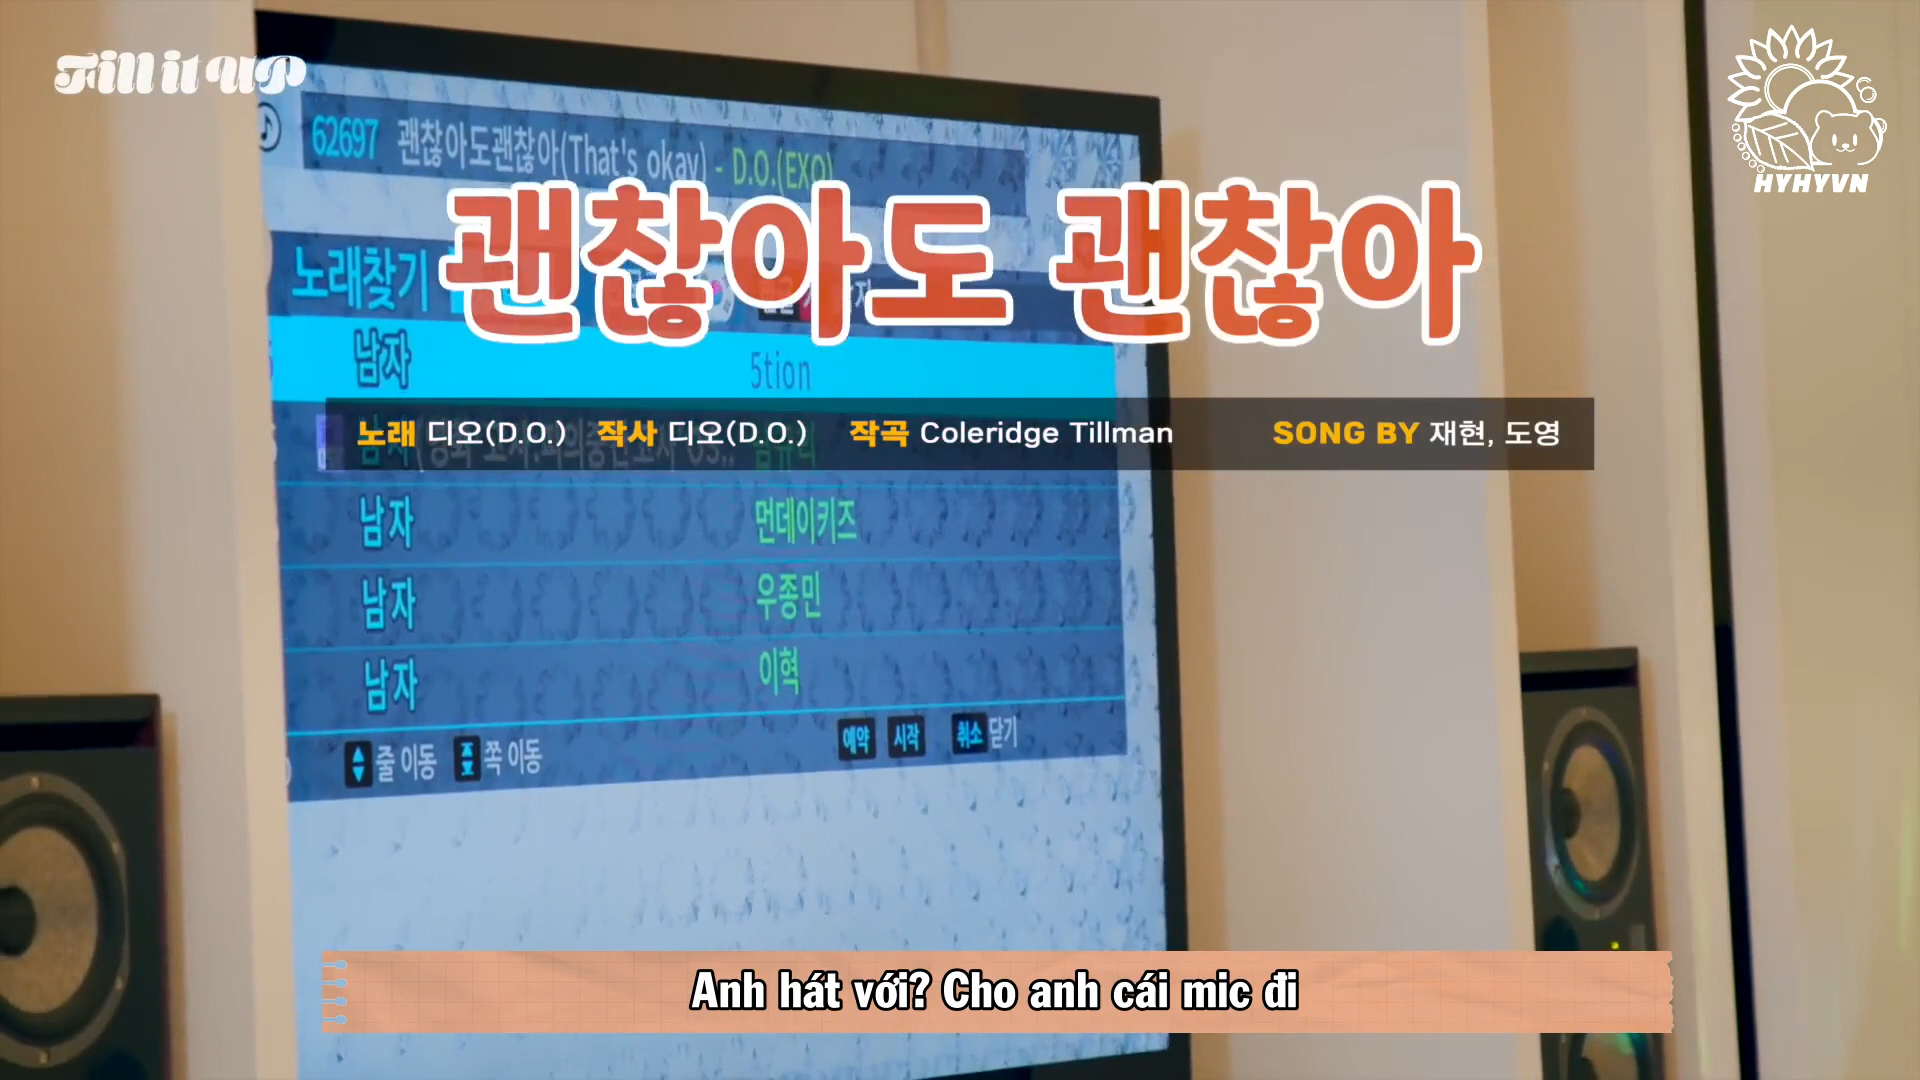 Fill it UP
HYHYVN
62697 괜찮아도괜찮아(That's okay) - D.O.(EXO)
괜찮아도 괜찮아
노래찾기
남자 5tion
노래 디오(D.O.) 작사 디오(D.O.) 작곡 Coleridge Tillman SONG BY 재현, 도영
남자 먼데이키즈
남자 우종민
남자 이혁
줄 이동 쪽 이동 예약 시작 취소 닫기
Anh hát với? Cho anh cái mic đi